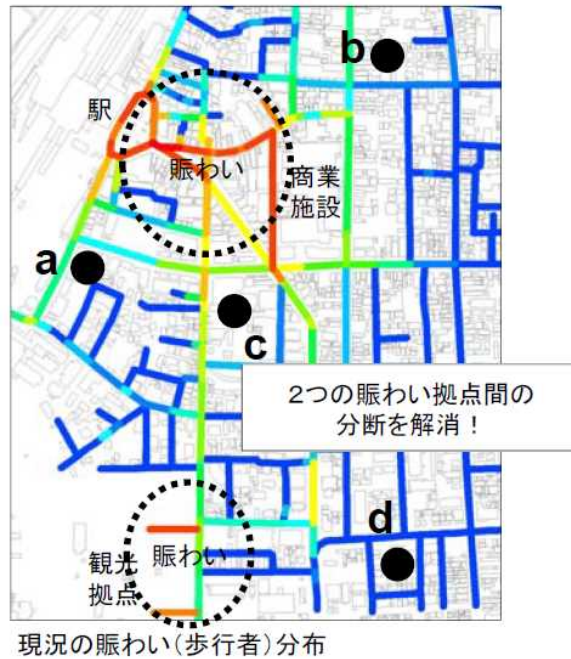 b
駅
賑わい
商業
施設
a
c
2つの賑わい拠点間の
分断を解消！
d
賑わい
観光
拠点
現況の賑わい（歩行者）分布